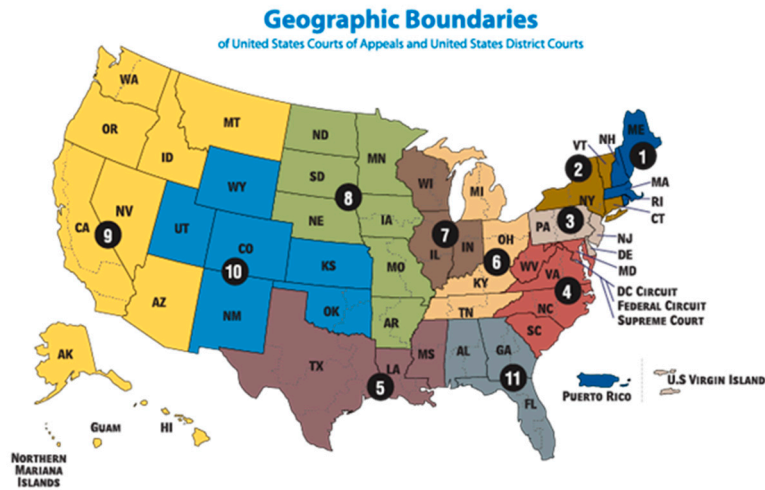 Geographic Boundaries
of United States Courts of Appeals and United States District Courts
WA
MT
ND
MN
ME
OR
ID
VT
NH
1
2
MA
SD
WI
MI
NY
RI
WY
8
CT
NV
NE
IA
3
PA
CA
9
UT
7
OH
NJ
CO
IL
IN
6
DE
10
KS
MO
WV
VA
MD
KY
4
DC CIRCUIT
AZ
NM
OK
AR
TN
NC
FEDERAL CIRCUIT
SC
SUPREME COURT
AK
TX
LA
MS
AL
GA
11
5
FL
PUERTO RICO
U.S VIRGIN ISLAND
GUAM
HI
NORTHERN
MARIANA
ISLANDS